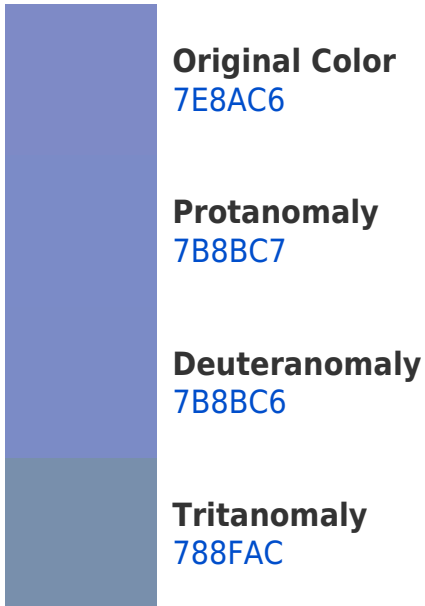 Original Color
7E8AC6
Protanomaly
7B8BC7
Deuteranomaly
7B8BC6
Tritanomaly
788FAC